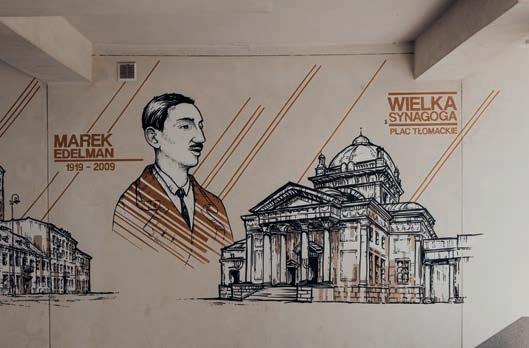 MAREK
EDELMAN
1919 - 2009
WIELKA
SYNAGOGA
PLAC TŁOMACKIE